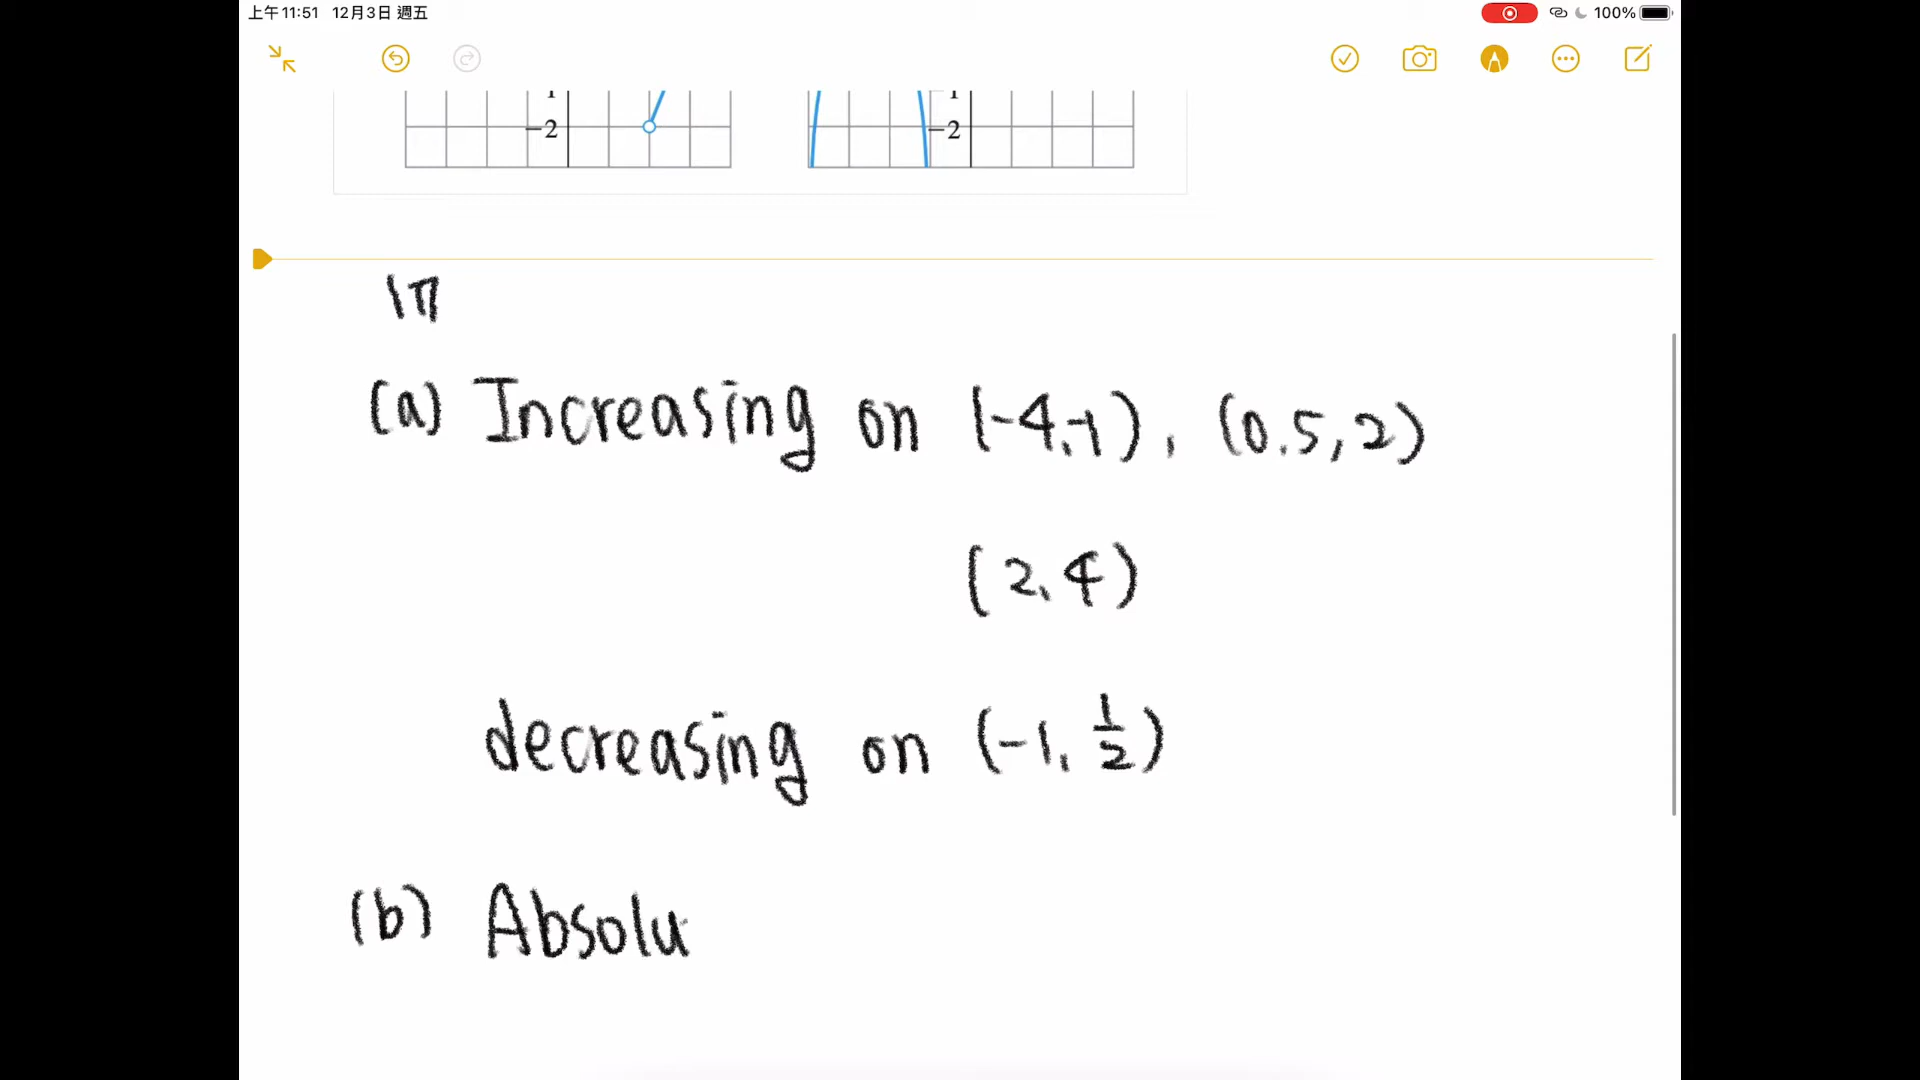 上午11:51 12月3日 週五 100%
1 1
-2 -2
(a) Increasing on (-4,-1), (0.5,2)
(2,4)
decreasing on (-1, 1/2)
(b) Absolu